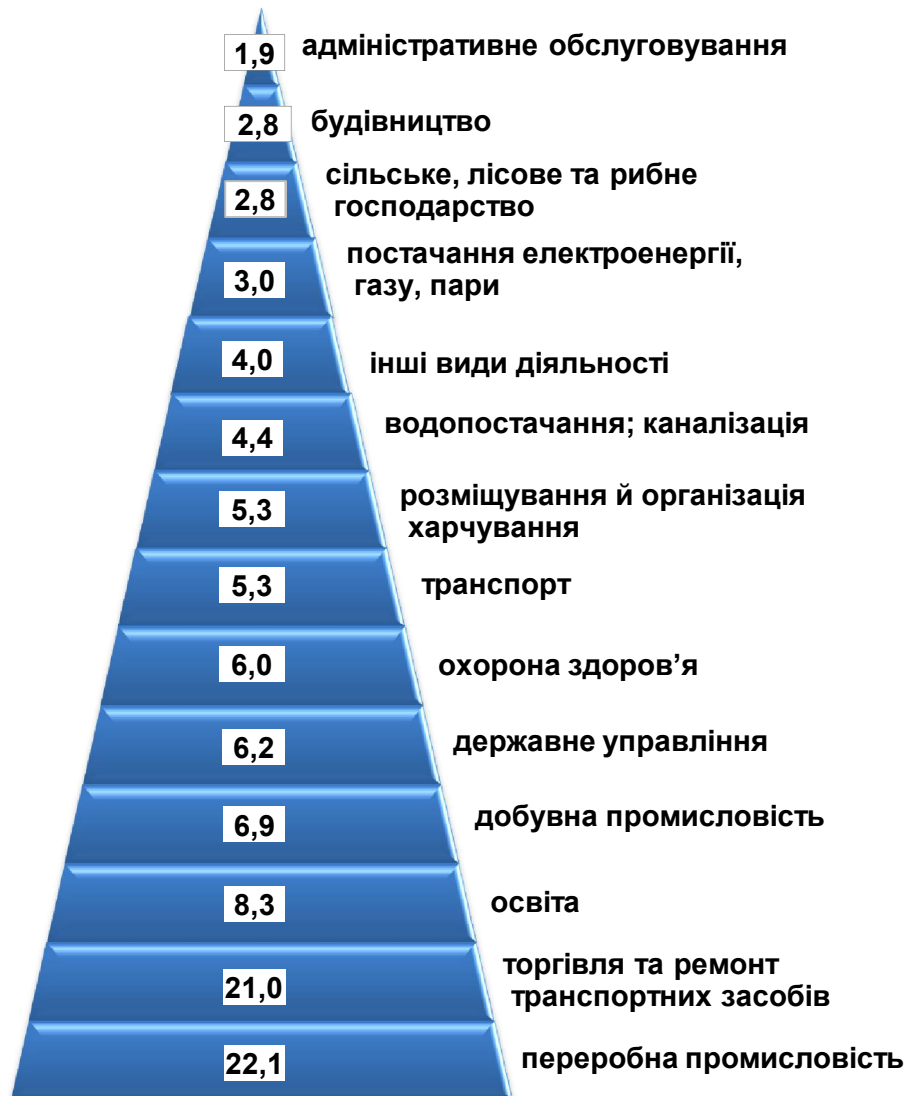 1,9 адміністративне обслуговування
2,8 будівництво
2,8 сільське, лісове та рибне
господарство
3,0 постачання електроенергії,
газу, пари
4,0 інші види діяльності
4,4 водопостачання; каналізація
5,3 розміщування й організація
харчування
5,3 транспорт
6,0 охорона здоров’я
6,2 державне управління
6,9 добувна промисловість
8,3 освіта
21,0 торгівля та ремонт
транспортних засобів
22,1 переробна промисловість